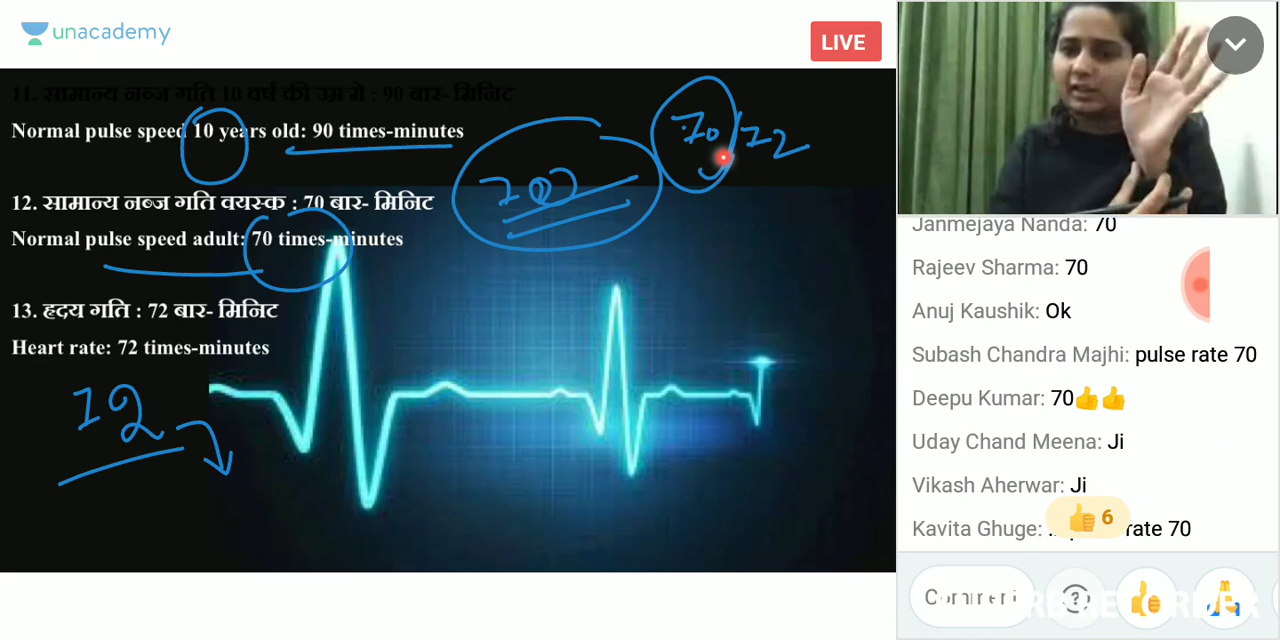 unacademy
LIVE
11. सामान्य नब्ज गति 10 वर्ष की उम्र मे : 90 बार- मिनिट
Normal pulse speed 10 years old: 90 times-minutes
70/72
702
12. सामान्य नब्ज गति वयस्क : 70 बार- मिनिट
Normal pulse speed adult: 70 times-minutes
13. ह्रदय गति : 72 बार- मिनिट
Heart rate: 72 times-minutes
72
Janmejaya Nanda: 70
Rajeev Sharma: 70
Anuj Kaushik: Ok
Subash Chandra Majhi: pulse rate 70
Deepu Kumar: 70👍👍
Uday Chand Meena: Ji
Vikash Aherwar: Ji
Kavita Ghuge: rate 70
👍 6